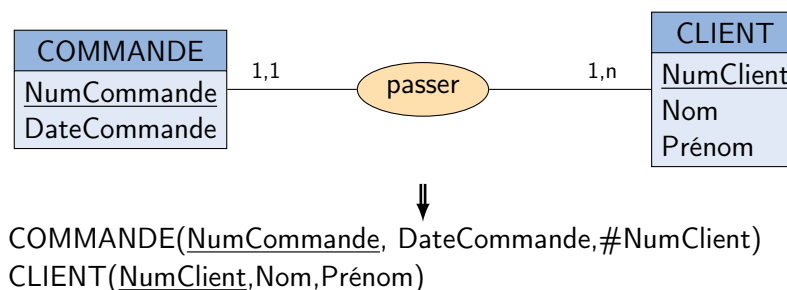 COMMANDE
NumCommande
DateCommande
1,1
passer
1,n
CLIENT
NumClient
Nom
Prénom
COMMANDE(NumCommande, DateCommande,#NumClient)
CLIENT(NumClient,Nom,Prénom)